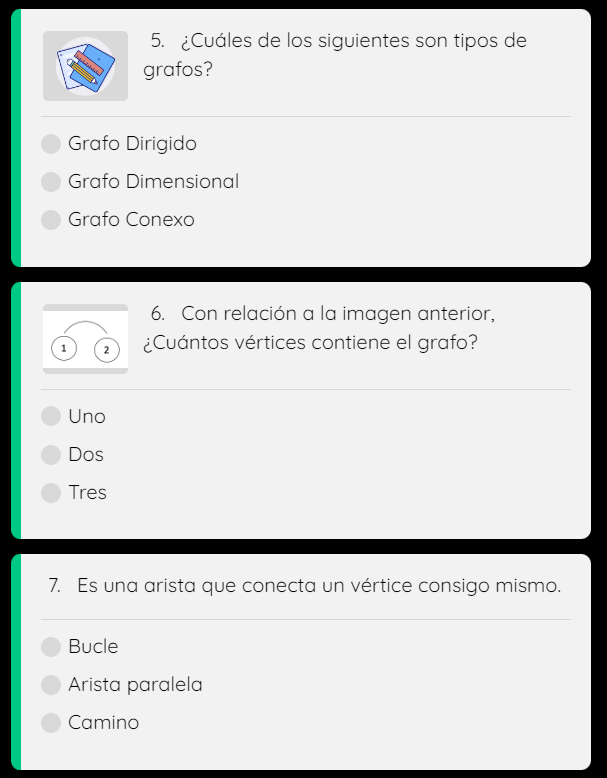 5. ¿Cuáles de los siguientes son tipos de
grafos?
Grafo Dirigido
Grafo Dimensional
Grafo Conexo
6. Con relación a la imagen anterior,
¿Cuántos vértices contiene el grafo?
1 2
Uno
Dos
Tres
7. Es una arista que conecta un vértice consigo mismo.
Bucle
Arista paralela
Camino